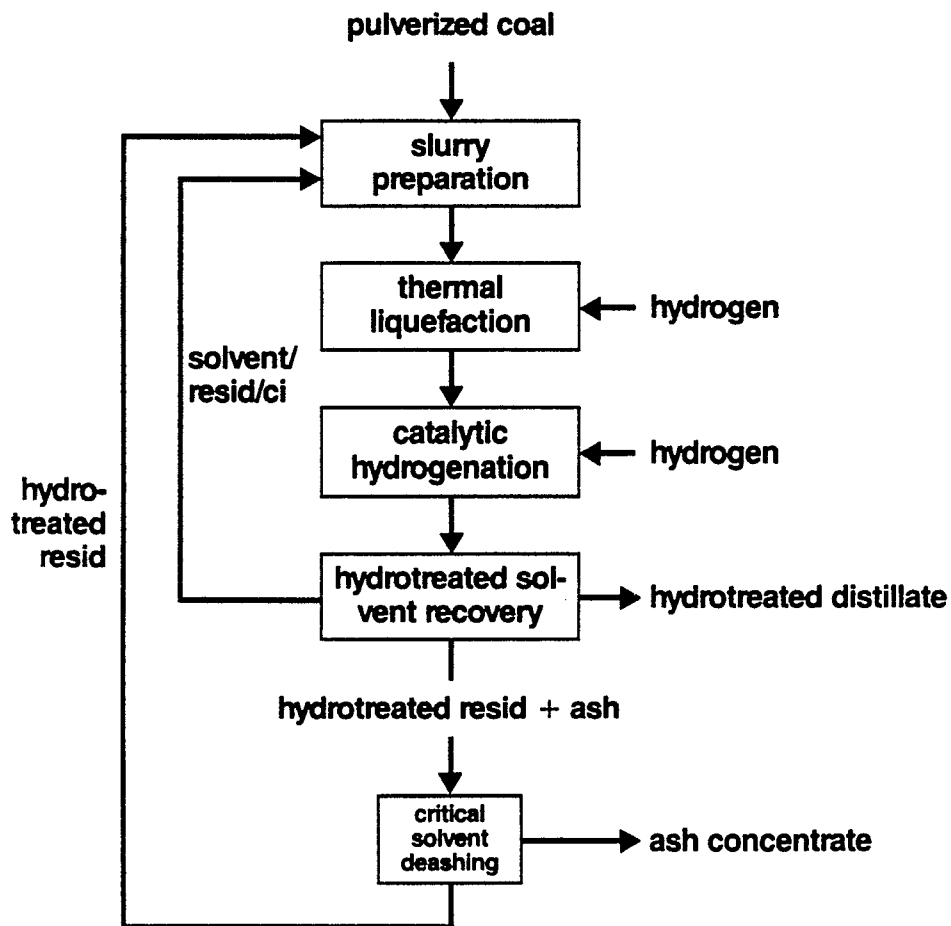 pulverized coal
slurry
preparation
thermal
liquefaction
hydrogen
solvent/
resid/ci
catalytic
hydrogenation
hydrogen
hydro-
treated
resid
hydrotreated sol-
vent recovery
hydrotreated distillate
hydrotreated resid + ash
critical
solvent
deashing
ash concentrate